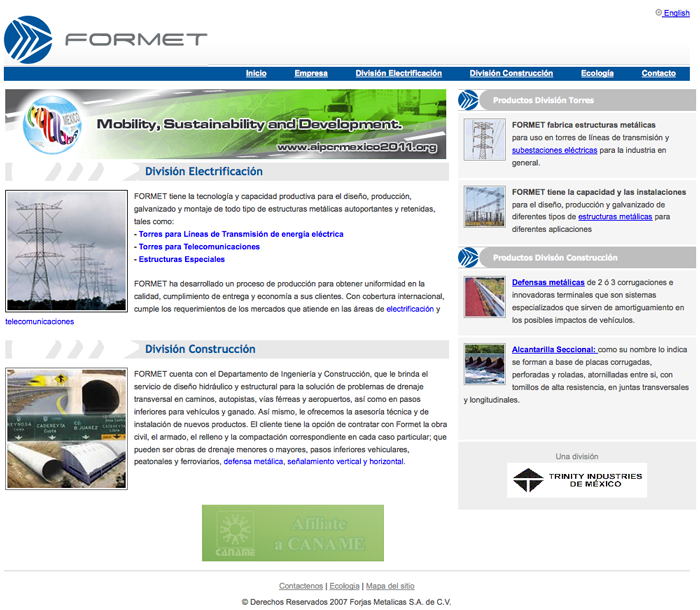 English
FORMET
Inicio Empresa División Electrificación División Construcción Ecología Contacto
MEXICO
Mobility, Sustainability and Development.
www.aipcrmexico2011.org
División Electrificación
FORMET tiene la tecnología y capacidad productiva para el diseño, producción,
galvanizado y montaje de todo tipo de estructuras metálicas autoportantes y retenidas,
tales como:
- Torres para Líneas de Transmisión de energía eléctrica
- Torres para Telecomunicaciones
- Estructuras Especiales
FORMET ha desarrollado un proceso de producción para obtener uniformidad en la
calidad, cumplimiento de entrega y economía a sus clientes. Con cobertura internacional,
cumple los requerimientos de los mercados que atiende en las áreas de electrificación y
telecomunicaciones
División Construcción
FORMET cuenta con el Departamento de Ingeniería y Construcción, que le brinda el
servicio de diseño hidráulico y estructural para la solución de problemas de drenaje
transversal en caminos, autopistas, vías férreas y aeropuertos, así como en pasos
inferiores para vehículos y ganado. Así mismo, le ofrecemos la asesoría técnica y de
instalación de nuevos productos. El cliente tiene la opción de contratar con Formet la obra
civil, el armado, el relleno y la compactación correspondiente en cada caso particular; que
pueden ser obras de drenaje menores o mayores, pasos inferiores vehiculares,
peatonales y ferroviarios, defensa metálica, señalamiento vertical y horizontal.
REYNOSA
CADEREYTA
CD JUAREZ
Productos División Torres
FORMET fabrica estructuras metálicas
para uso en torres de líneas de transmisión y
subestaciones eléctricas para la industria en
general.
FORMET tiene la capacidad y las instalaciones
para el diseño, producción y galvanizado de
diferentes tipos de estructuras metálicas para
diferentes aplicaciones
Productos Divisón Construcción
Defensas metálicas de 2 ó 3 corrugaciones e
innovadoras terminales que son sistemas
especializados que sirven de amortiguamiento en
los posibles impactos de vehículos.
Alcantarilla Seccional: como su nombre lo indica
se forman a base de placas corrugadas,
perforadas y roladas, atornilladas entre si, con
tornillos de alta resistencia, en juntas transversales
y longitudinales.
Una división
TRINITY INDUSTRIES
DE MÉXICO
CANAME
Afíliate
a CANAME
Contactenos | Ecología | Mapa del sitio
© Derechos Reservados 2007 Forjas Metalicas S.A. de C.V.